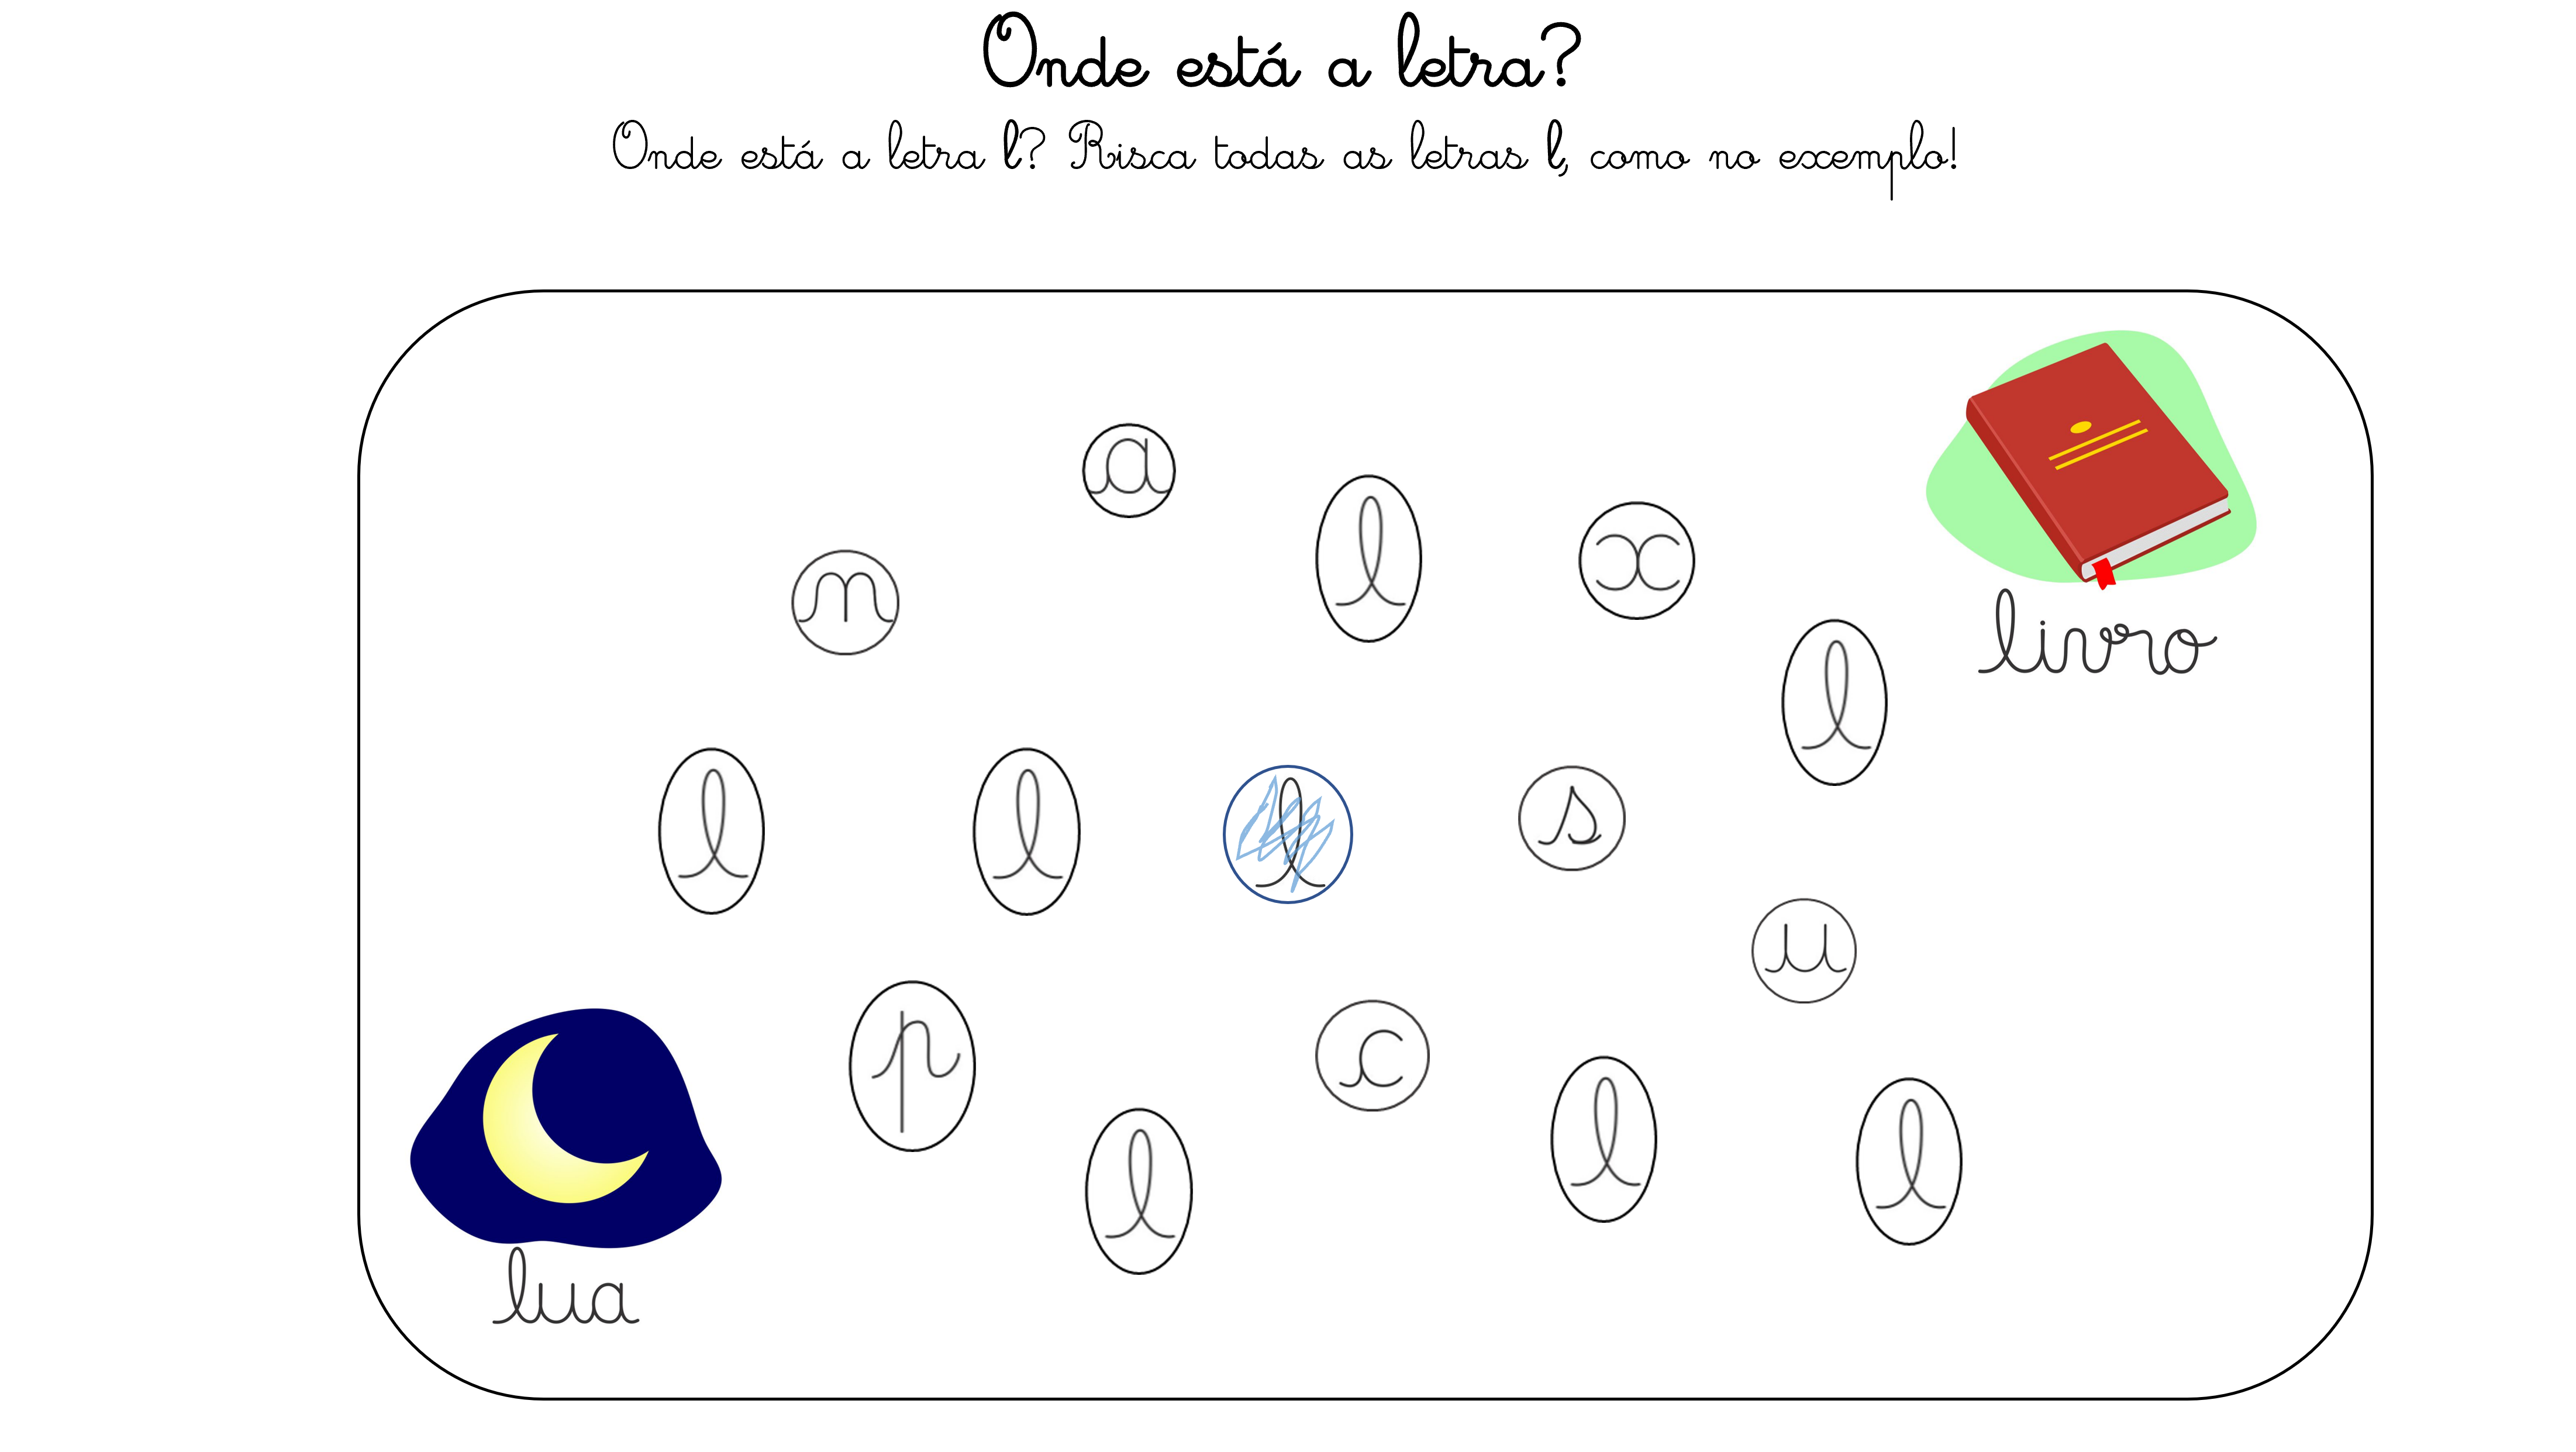 Onde está a letra?
Onde está a letra l? Risca todas as letras l, como no exemplo!
a
l
x
m
l
livro
l
l
l
s
u
p
c
l
l
l
lua